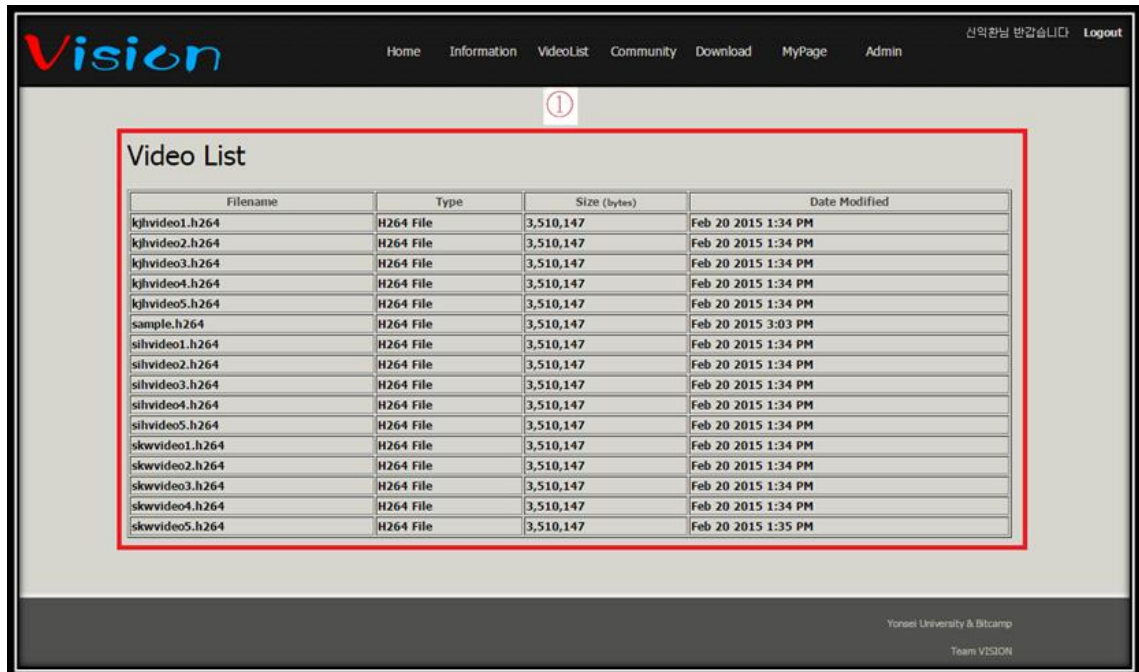 신익환님 반갑습니다 Logout
Vision
Home Information VideoList Community Download MyPage Admin
①
Video List
Filename Type Size (bytes) Date Modified
kjhvideo1.h264 H264 File 3,510,147 Feb 20 2015 1:34 PM
kjhvideo2.h264 H264 File 3,510,147 Feb 20 2015 1:34 PM
kjhvideo3.h264 H264 File 3,510,147 Feb 20 2015 1:34 PM
kjhvideo4.h264 H264 File 3,510,147 Feb 20 2015 1:34 PM
kjhvideo5.h264 H264 File 3,510,147 Feb 20 2015 1:34 PM
sample.h264 H264 File 3,510,147 Feb 20 2015 3:03 PM
sihvideo1.h264 H264 File 3,510,147 Feb 20 2015 1:34 PM
sihvideo2.h264 H264 File 3,510,147 Feb 20 2015 1:34 PM
sihvideo3.h264 H264 File 3,510,147 Feb 20 2015 1:34 PM
sihvideo4.h264 H264 File 3,510,147 Feb 20 2015 1:34 PM
sihvideo5.h264 H264 File 3,510,147 Feb 20 2015 1:34 PM
skwvideo1.h264 H264 File 3,510,147 Feb 20 2015 1:34 PM
skwvideo2.h264 H264 File 3,510,147 Feb 20 2015 1:34 PM
skwvideo3.h264 H264 File 3,510,147 Feb 20 2015 1:34 PM
skwvideo4.h264 H264 File 3,510,147 Feb 20 2015 1:34 PM
skwvideo5.h264 H264 File 3,510,147 Feb 20 2015 1:35 PM
Yonsei University & Bitcamp
Team VISION